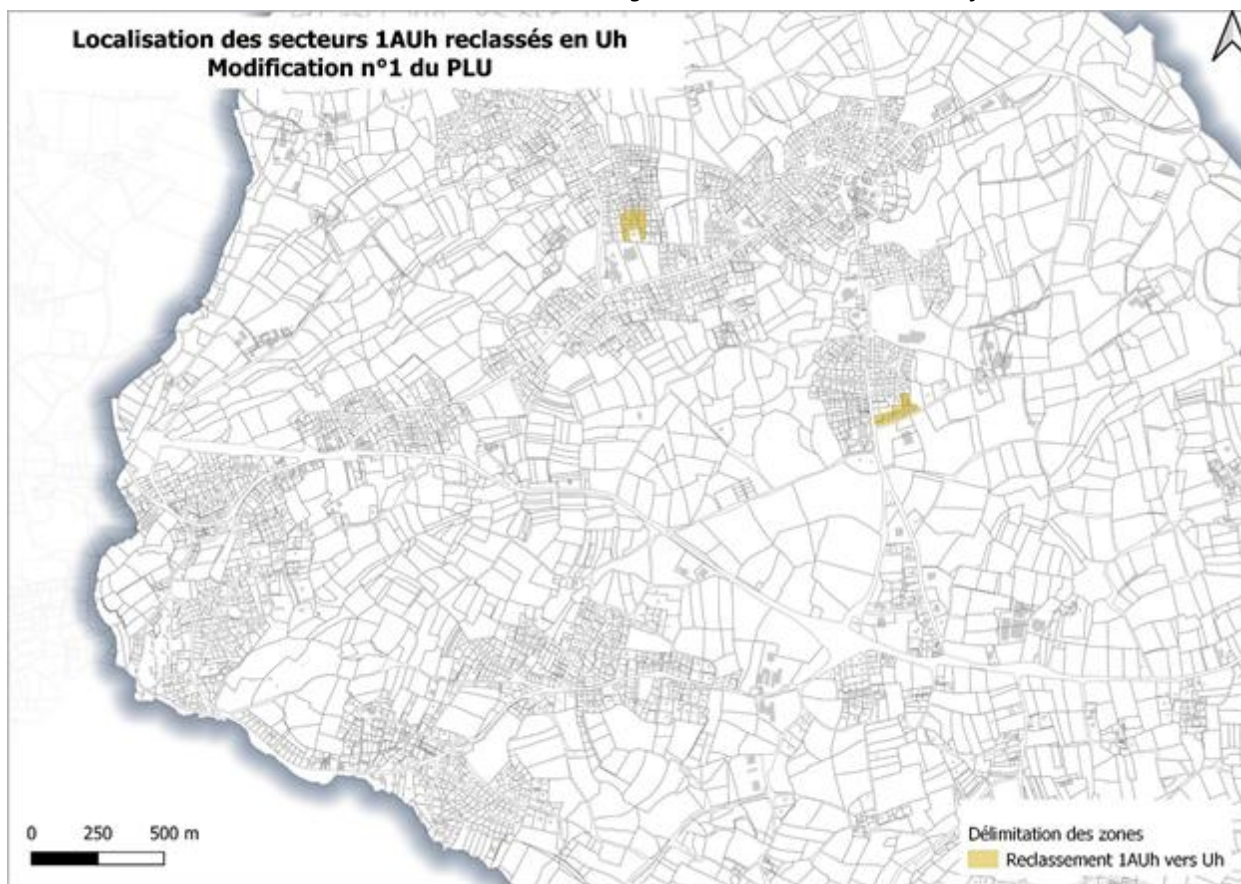 Localisation des secteurs 1AUh reclassés en Uh
Modification n°1 du PLU
0 250 500 m
Délimitation des zones
Reclassement 1AUh vers Uh